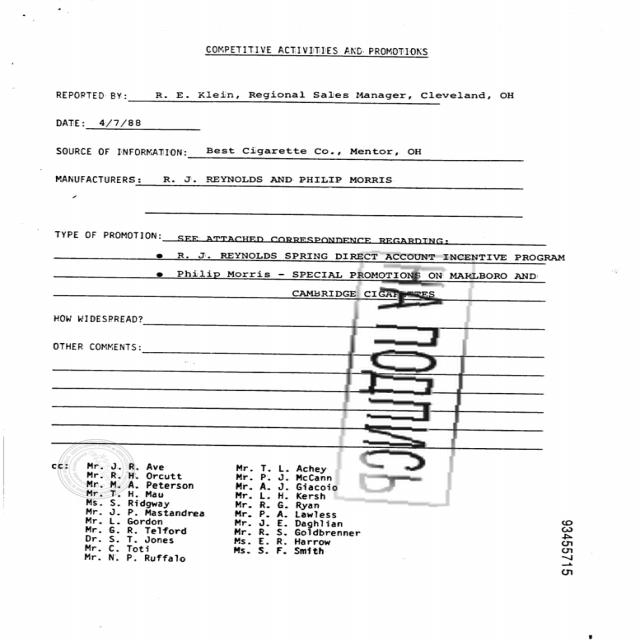 COMPETITIVE ACTIVITIES AND PROMOTIONS
REPORTED BY: R. E. Klein, Regional Sales Manager, Cleveland, OH
DATE: 4/7/88
SOURCE OF INFORMATION: Best Cigarette Co., Mentor, OH
MANUFACTURERS: R. J. REYNOLDS AND PHILIP MORRIS
TYPE OF PROMOTION: SEE ATTACHED CORRESPONDENCE REGARDING:
• R. J. REYNOLDS SPRING DIRECT ACCOUNT INCENTIVE PROGRAM
• Philip Morris - SPECIAL PROMOTIONS ON MARLBORO AND
CAMBRIDGE CIGARETTES
HOW WIDESPREAD?
OTHER COMMENTS:
НА ПОДПИСЬ
cc: Mr. J. R. Ave
Mr. R. H. Orcutt
Mr. M. A. Peterson
Mr. T. H. Mau
Ms. S. Ridgway
Mr. J. P. Mastandrea
Mr. L. Gordon
Mr. G. R. Telford
Dr. S. T. Jones
Mr. C. Toti
Mr. N. P. Ruffalo
Mr. T. L. Achey
Mr. P. J. McCann
Mr. A. J. Giacoio
Mr. L. H. Kersh
Mr. R. G. Ryan
Mr. P. A. Lawless
Mr. J. E. Daghlian
Mr. R. S. Goldbrenner
Ms. E. R. Harrow
Ms. S. F. Smith
93455715